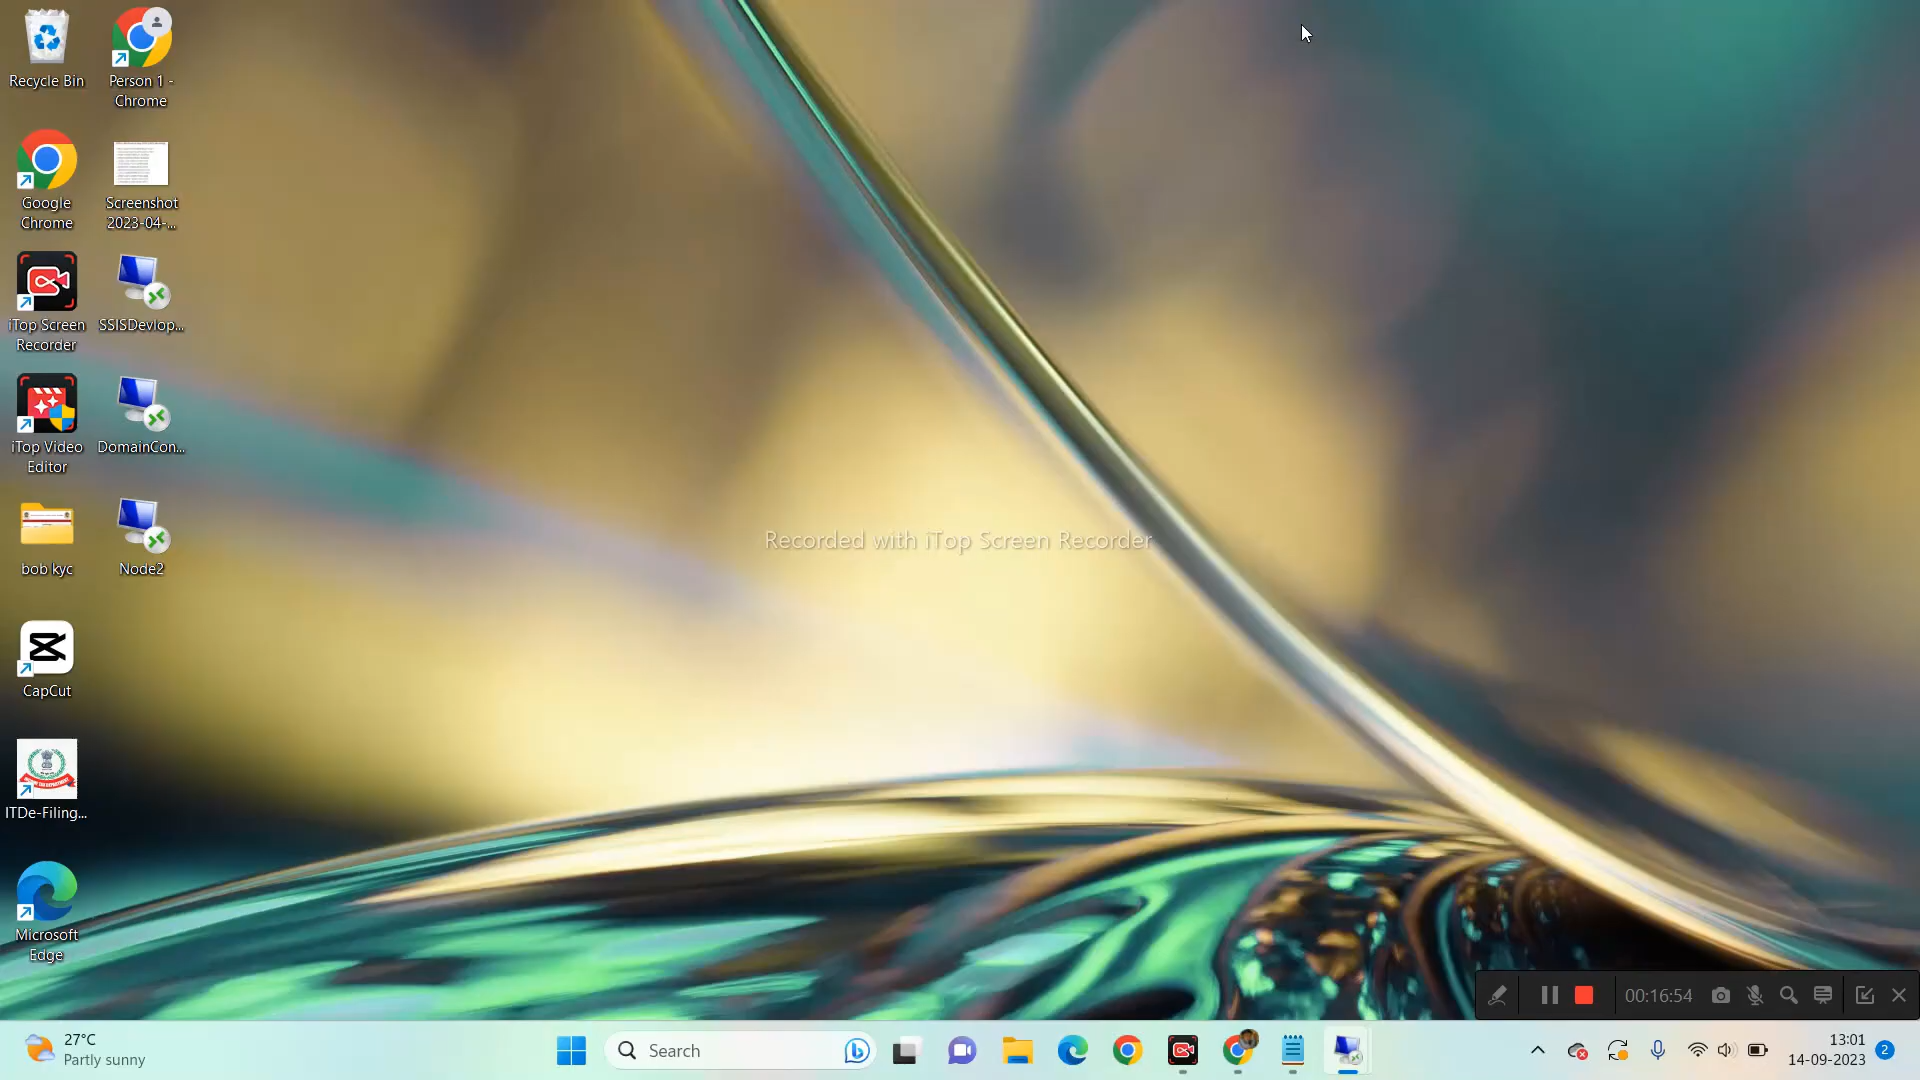 Recycle Bin
Person 1 -
Chrome
Google
Chrome
Screenshot
2023-04-...
iTop Screen
Recorder
SSISDevlop...
iTop Video
Editor
DomainCon...
bob kyc
Node2
CapCut
ITDe-Filing...
Microsoft
Edge
Recorded with iTop Screen Recorder
00:16:54
27°C
Partly sunny
Search
13:01
14-09-2023
2